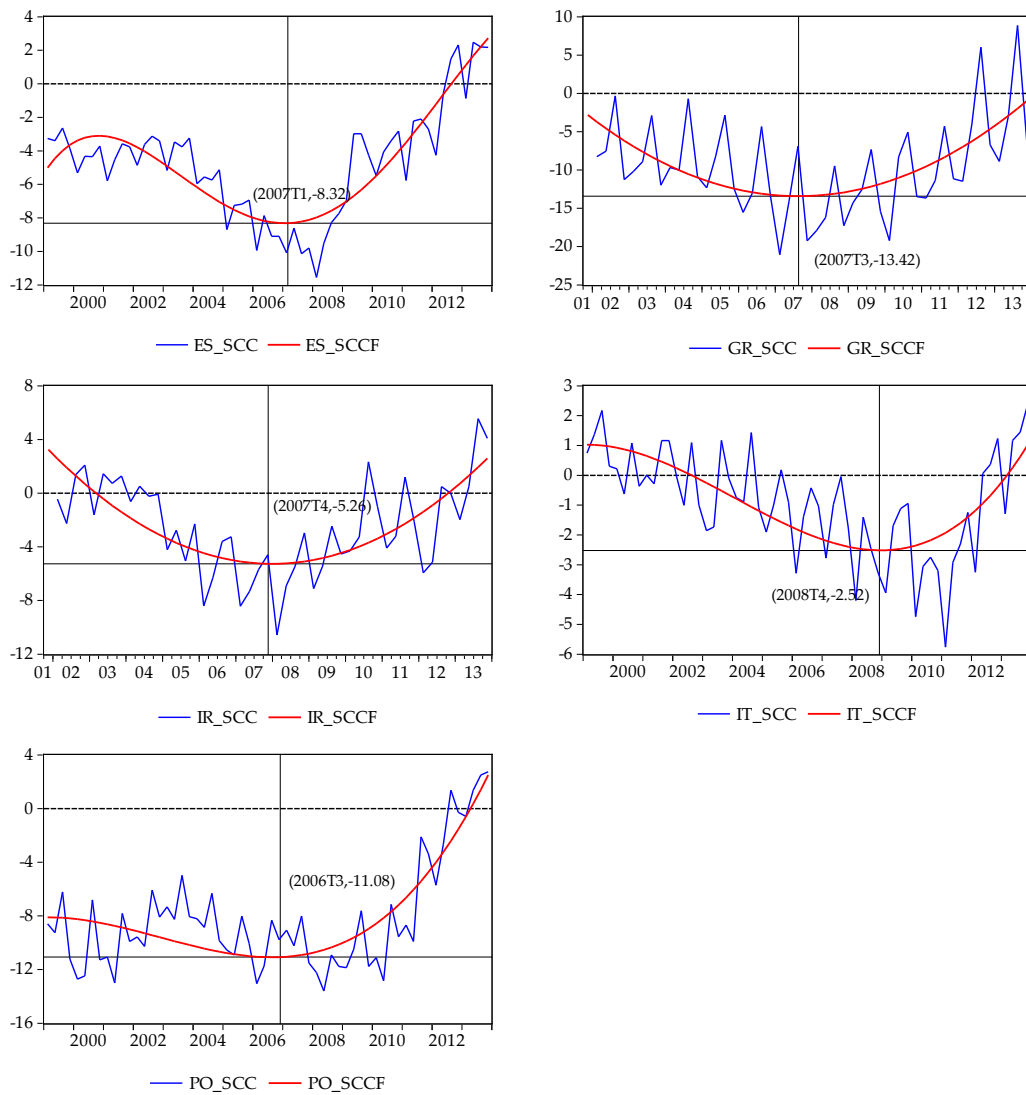 4
2
0
-2
-4
-6
-8
-10
-12
(2007T1,-8.32)
2000 2002 2004 2006 2008 2010 2012
ES_SCC ES_SCCF
10
5
0
-5
-10
-15
-20
-25
(2007T3,-13.42)
01 02 03 04 05 06 07 08 09 10 11 12 13
GR_SCC GR_SCCF
8
4
0
-4
-8
-12
(2007T4,-5.26)
01 02 03 04 05 06 07 08 09 10 11 12 13
IR_SCC IR_SCCF
3
2
1
0
-1
-2
-3
-4
-5
-6
(2008T4,-2.52)
2000 2002 2004 2006 2008 2010 2012
IT_SCC IT_SCCF
4
0
-4
-8
-12
-16
(2006T3,-11.08)
2000 2002 2004 2006 2008 2010 2012
PO_SCC PO_SCCF